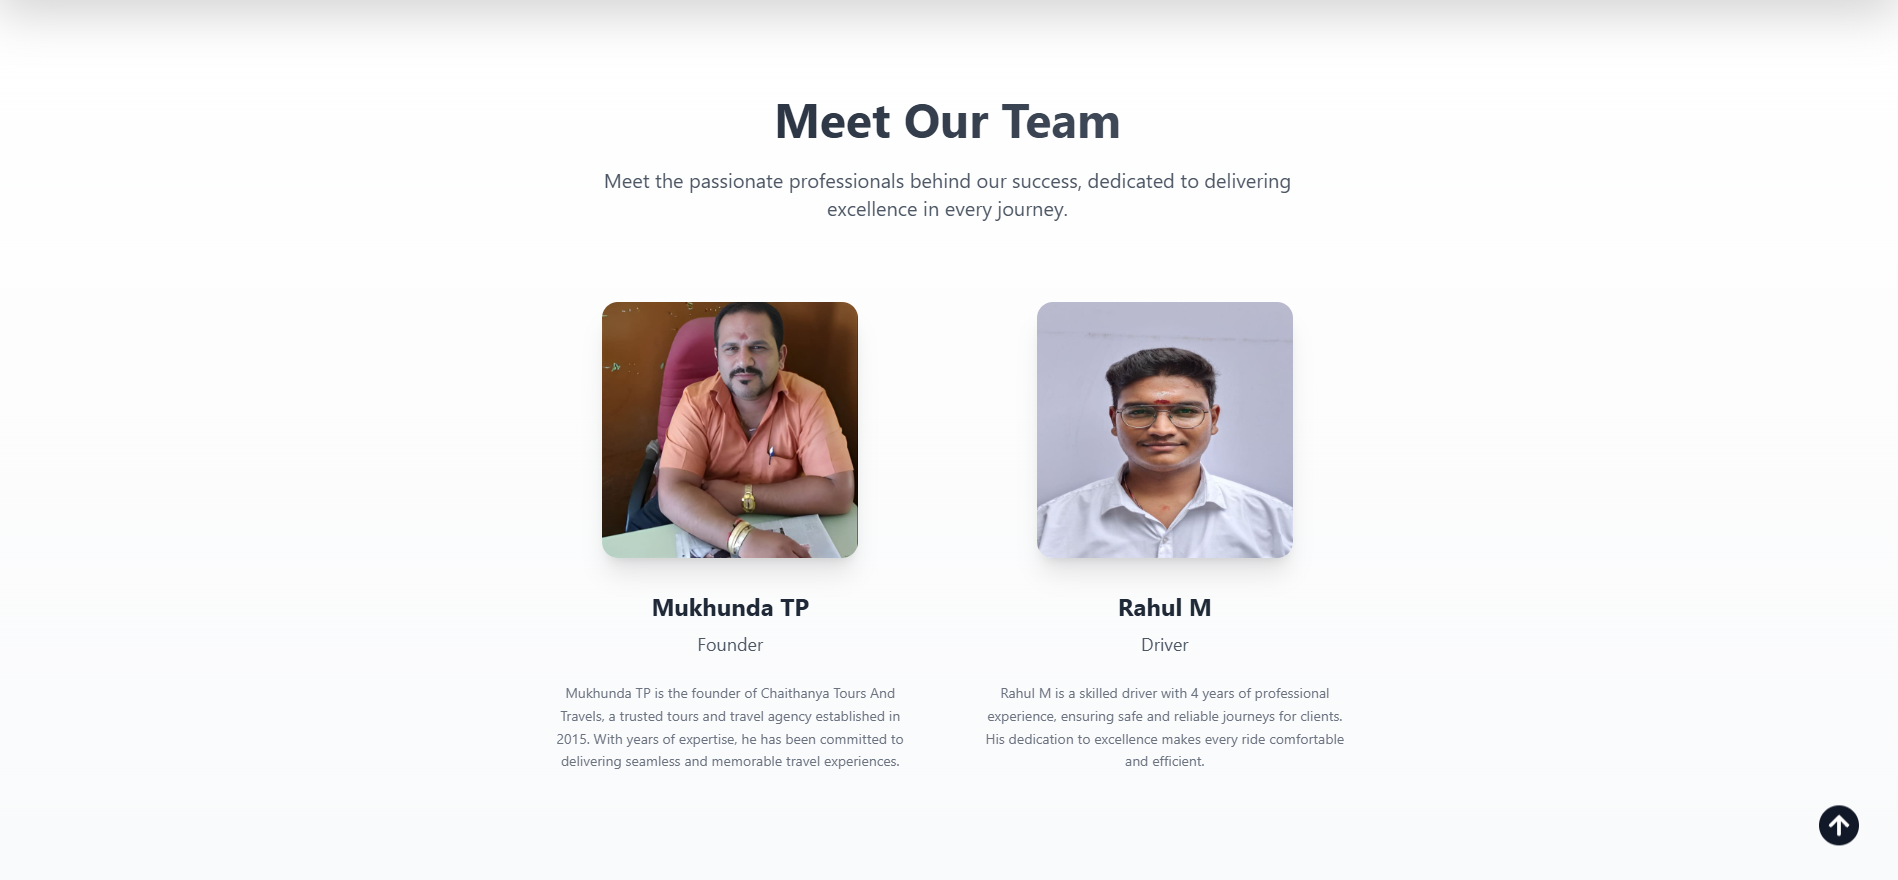 Meet Our Team
Meet the passionate professionals behind our success, dedicated to delivering
excellence in every journey.
Mukhunda TP
Founder
Mukhunda TP is the founder of Chaithanya Tours And
Travels, a trusted tours and travel agency established in
2015. With years of expertise, he has been committed to
delivering seamless and memorable travel experiences.
Rahul M
Driver
Rahul M is a skilled driver with 4 years of professional
experience, ensuring safe and reliable journeys for clients.
His dedication to excellence makes every ride comfortable
and efficient.